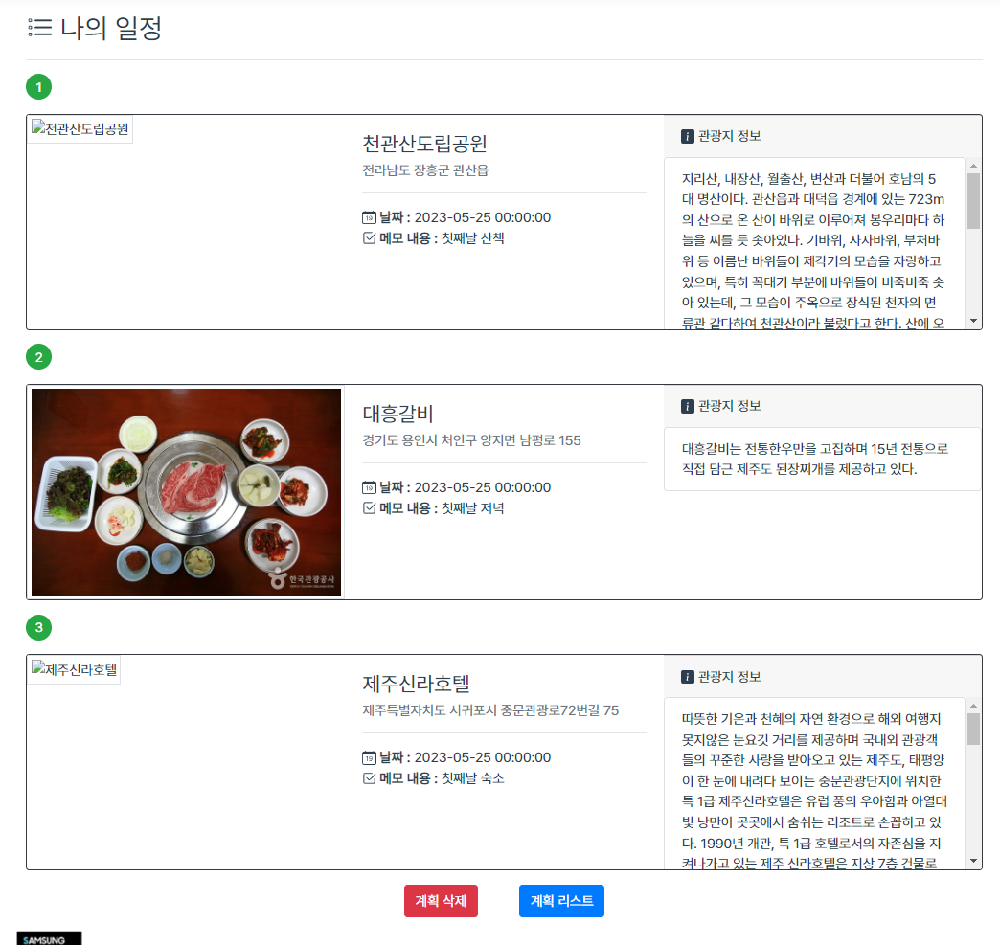 나의 일정
1
천관산도립공원
천관산도립공원
전라남도 장흥군 관산읍
19 날짜 : 2023-05-25 00:00:00
메모 내용 : 첫째날 산책
i 관광지 정보
지리산, 내장산, 월출산, 변산과 더불어 호남의 5
대 명산이다. 관산읍과 대덕읍 경계에 있는 723m
의 산으로 온 산이 바위로 이루어져 봉우리마다 하
늘을 찌를 듯 솟아있다. 기바위, 사자바위, 부처바
위 등 이름난 바위들이 제각기의 모습을 자랑하고
있으며, 특히 꼭대기 부분에 바위들이 비죽비죽 솟
아 있는데, 그 모습이 주옥으로 장식된 천자의 면
류관 같다하여 천관산이라 불렀다고 한다. 산에 오
2
한국관광공사
대흥갈비
경기도 용인시 처인구 양지면 남평로 155
19 날짜 : 2023-05-25 00:00:00
메모 내용 : 첫째날 저녁
i 관광지 정보
대흥갈비는 전통한우만을 고집하며 15년 전통으로
직접 담근 제주도 된장찌개를 제공하고 있다.
3
제주신라호텔
제주신라호텔
제주특별자치도 서귀포시 중문관광로72번길 75
19 날짜 : 2023-05-25 00:00:00
메모 내용 : 첫째날 숙소
i 관광지 정보
따뜻한 기온과 천혜의 자연 환경으로 해외 여행지
못지않은 눈요깃 거리를 제공하며 국내외 관광객
들의 꾸준한 사랑을 받아오고 있는 제주도, 태평양
이 한 눈에 내려다 보이는 중문관광단지에 위치한
특 1급 제주신라호텔은 유럽 풍의 우아함과 아열대
빛 낭만이 곳곳에서 숨쉬는 리조트로 손꼽히고 있
다. 1990년 개관, 특 1급 호텔로서의 자존심을 지
켜나가고 있는 제주 신라호텔은 지상 7층 건물로
계획 삭제
계획 리스트
SAMSUNG